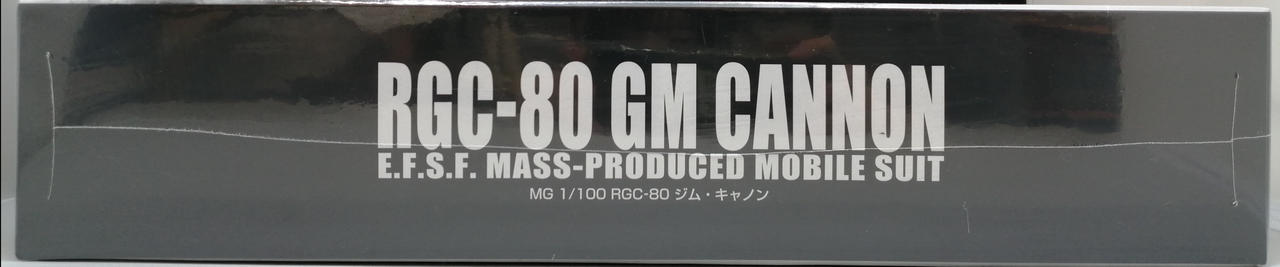 RGC-80 GM CANNON
E.F.S.F. MASS-PRODUCED MOBILE SUIT
MG 1/100 RGC-80 ジム・キャノン